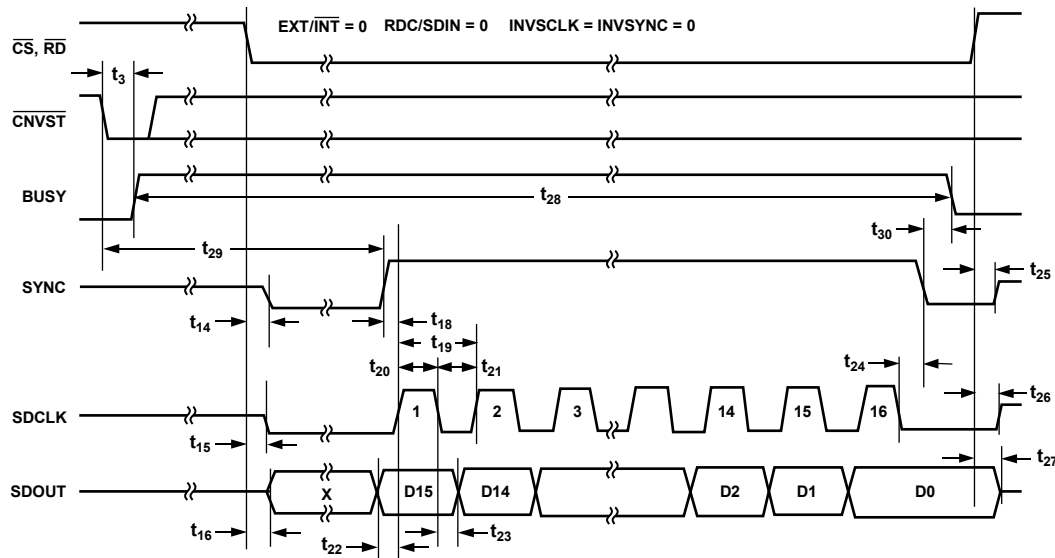 EXT/INT = 0 RDC/SDIN = 0 INVSCLK = INVSYNC = 0
CS, RD
t3
CNVST
BUSY
t28
t29
t30
SYNC
t25
t14
t18
t19
t20
t21
t24
t26
SDCLK
1 2 3 14 15 16
t15
t27
SDOUT
X D15 D14 D2 D1 D0
t16
t22
t23